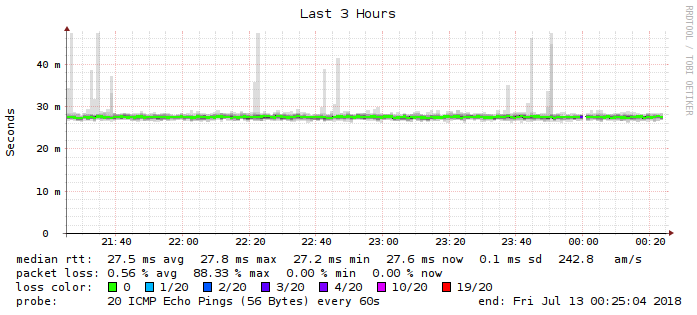 Last 3 Hours
RRDTOOL / TOBI OETIKER
Seconds
40 m
30 m
20 m
10 m
0
21:40 22:00 22:20 22:40 23:00 23:20 23:40 00:00 00:20
median rtt: 27.5 ms avg 27.8 ms max 27.2 ms min 27.6 ms now 0.1 ms sd 242.8 am/s
packet loss: 0.56 % avg 88.33 % max 0.00 % min 0.00 % now
loss color: 0 1/20 2/20 3/20 4/20 10/20 19/20
probe: 20 ICMP Echo Pings (56 Bytes) every 60s end: Fri Jul 13 00:25:04 2018